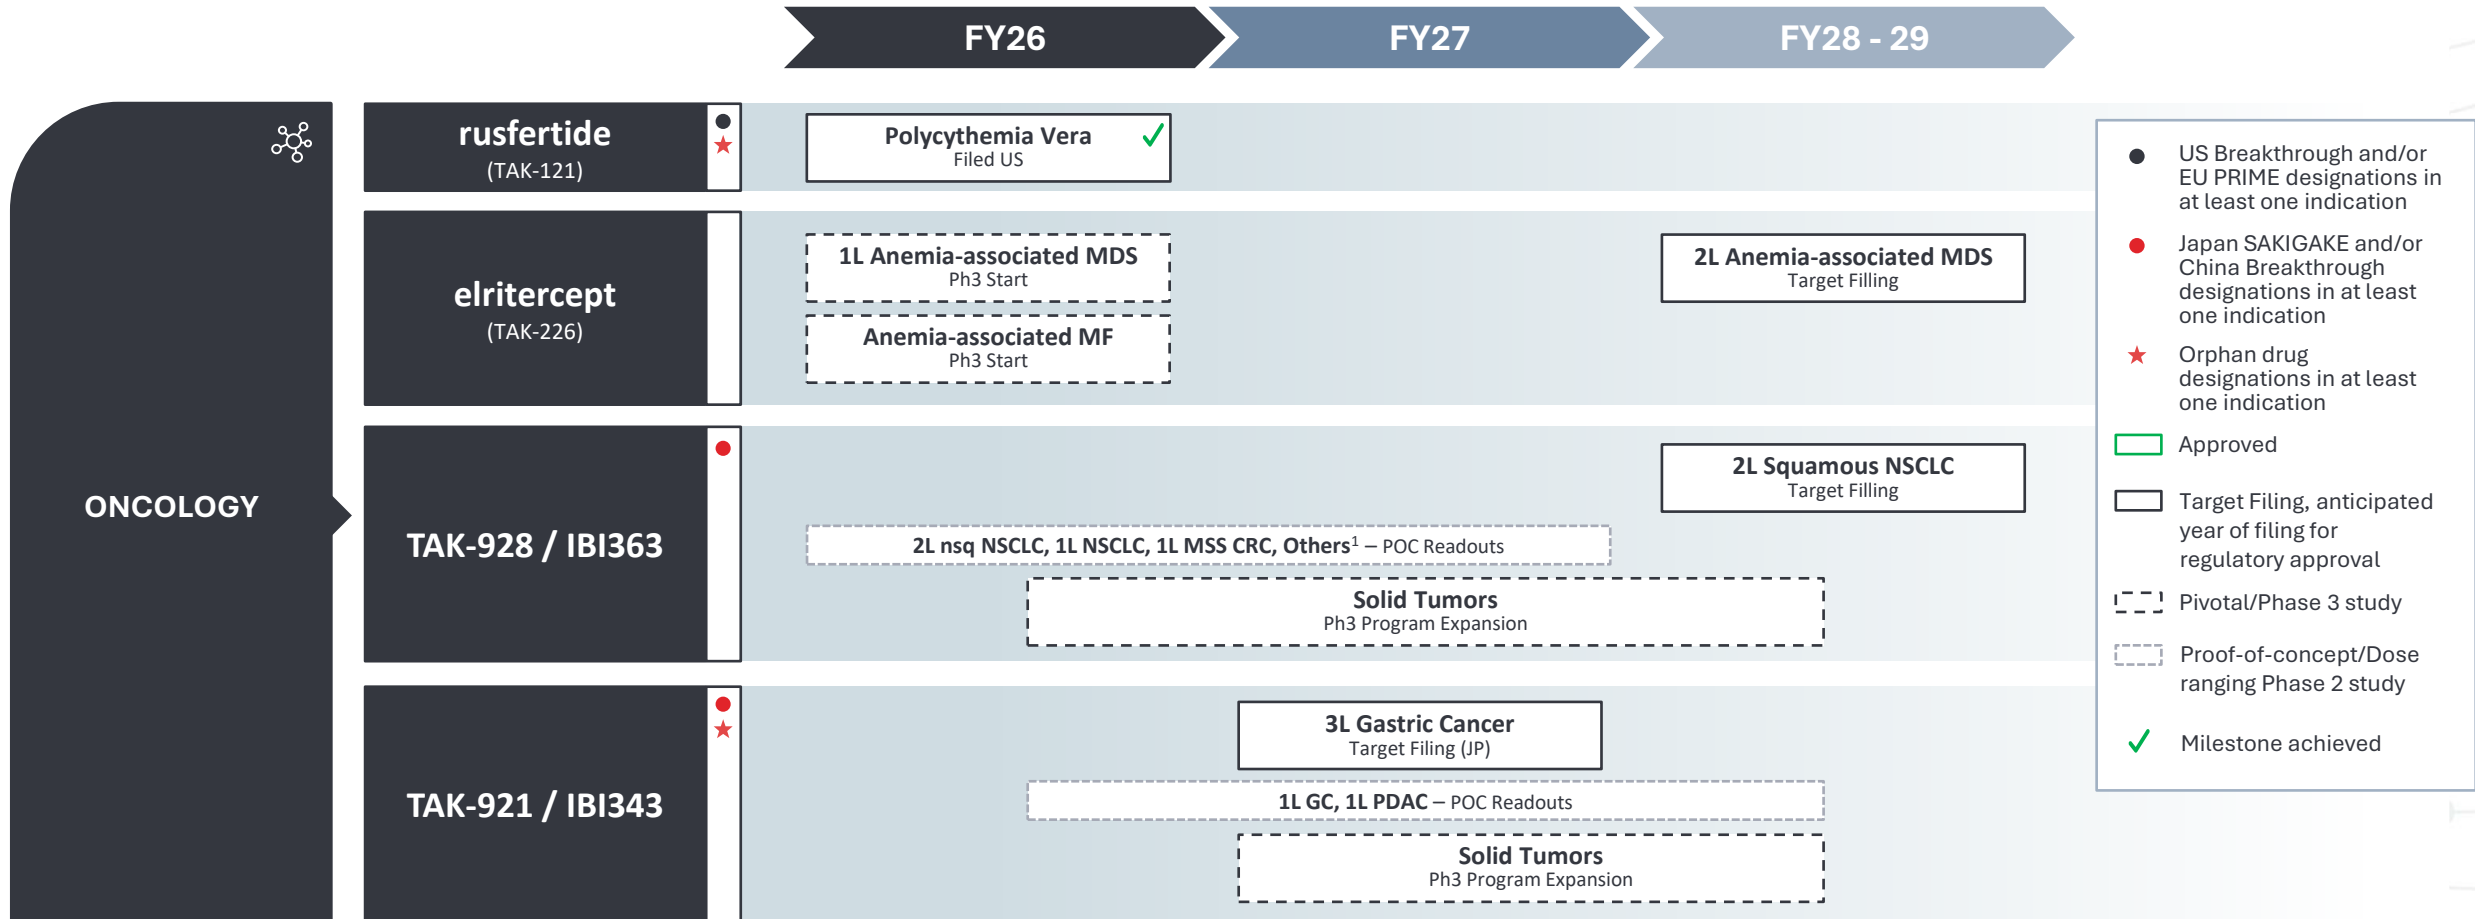 FY26
FY27
FY28 - 29
ONCOLOGY
rusfertide
(TAK-121)
Polycythemia Vera
Filed US
elritercept
(TAK-226)
1L Anemia-associated MDS
Ph3 Start
2L Anemia-associated MDS
Target Filling
Anemia-associated MF
Ph3 Start
TAK-928 / IBI363
2L Squamous NSCLC
Target Filling
2L nsq NSCLC, 1L NSCLC, 1L MSS CRC, Others¹ – POC Readouts
Solid Tumors
Ph3 Program Expansion
TAK-921 / IBI343
3L Gastric Cancer
Target Filing (JP)
1L GC, 1L PDAC – POC Readouts
Solid Tumors
Ph3 Program Expansion
US Breakthrough and/or
EU PRIME designations in
at least one indication
Japan SAKIGAKE and/or
China Breakthrough
designations in at least
one indication
Orphan drug
designations in at least
one indication
Approved
Target Filing, anticipated
year of filing for
regulatory approval
Pivotal/Phase 3 study
Proof-of-concept/Dose
ranging Phase 2 study
Milestone achieved